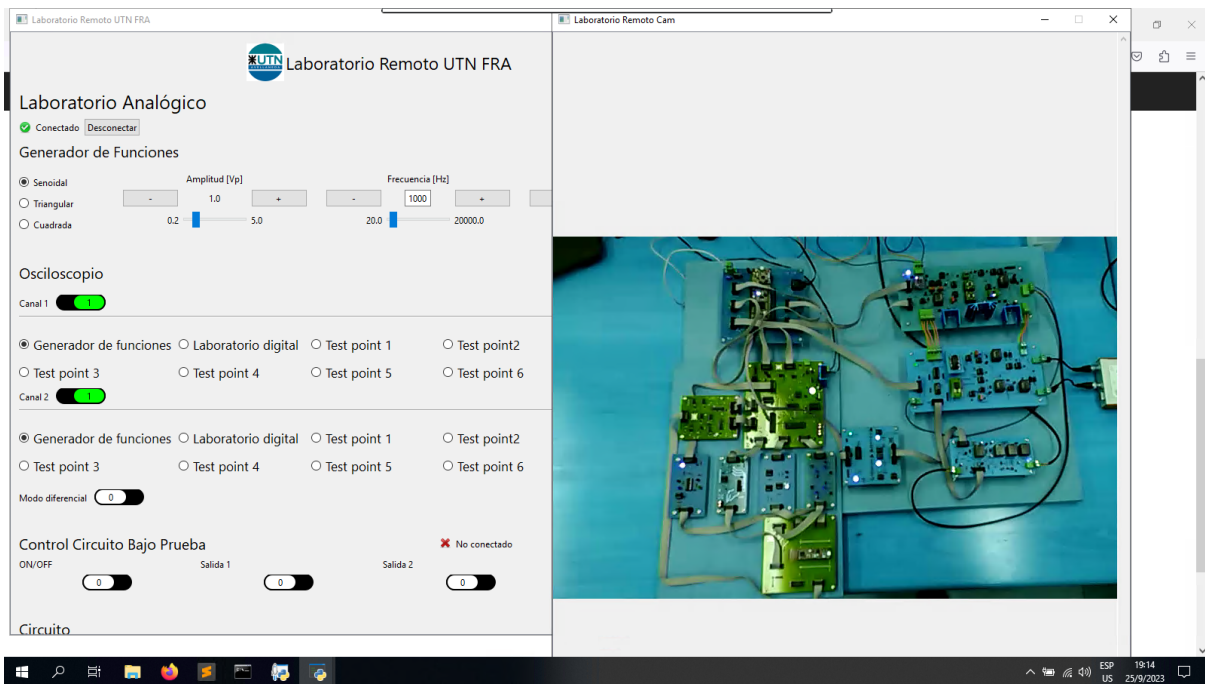 Laboratorio Remoto UTN FRA
UTN Laboratorio Remoto UTN FRA
Laboratorio Analógico
Conectado Desconectar
Generador de Funciones
Senoidal
Triangular
Cuadrada
Amplitud [Vp]
- 1.0 +
0.2 5.0
Frecuencia [Hz]
- 1000 +
20.0 20000.0
Osciloscopio
Canal 1 1
Generador de funciones Laboratorio digital Test point 1 Test point2
Test point 3 Test point 4 Test point 5 Test point 6
Canal 2 1
Generador de funciones Laboratorio digital Test point 1 Test point2
Test point 3 Test point 4 Test point 5 Test point 6
Modo diferencial 0
Control Circuito Bajo Prueba No conectado
ON/OFF Salida 1 Salida 2
0 0 0
Circuito
Laboratorio Remoto Cam
ESP 19:14
US 25/9/2023